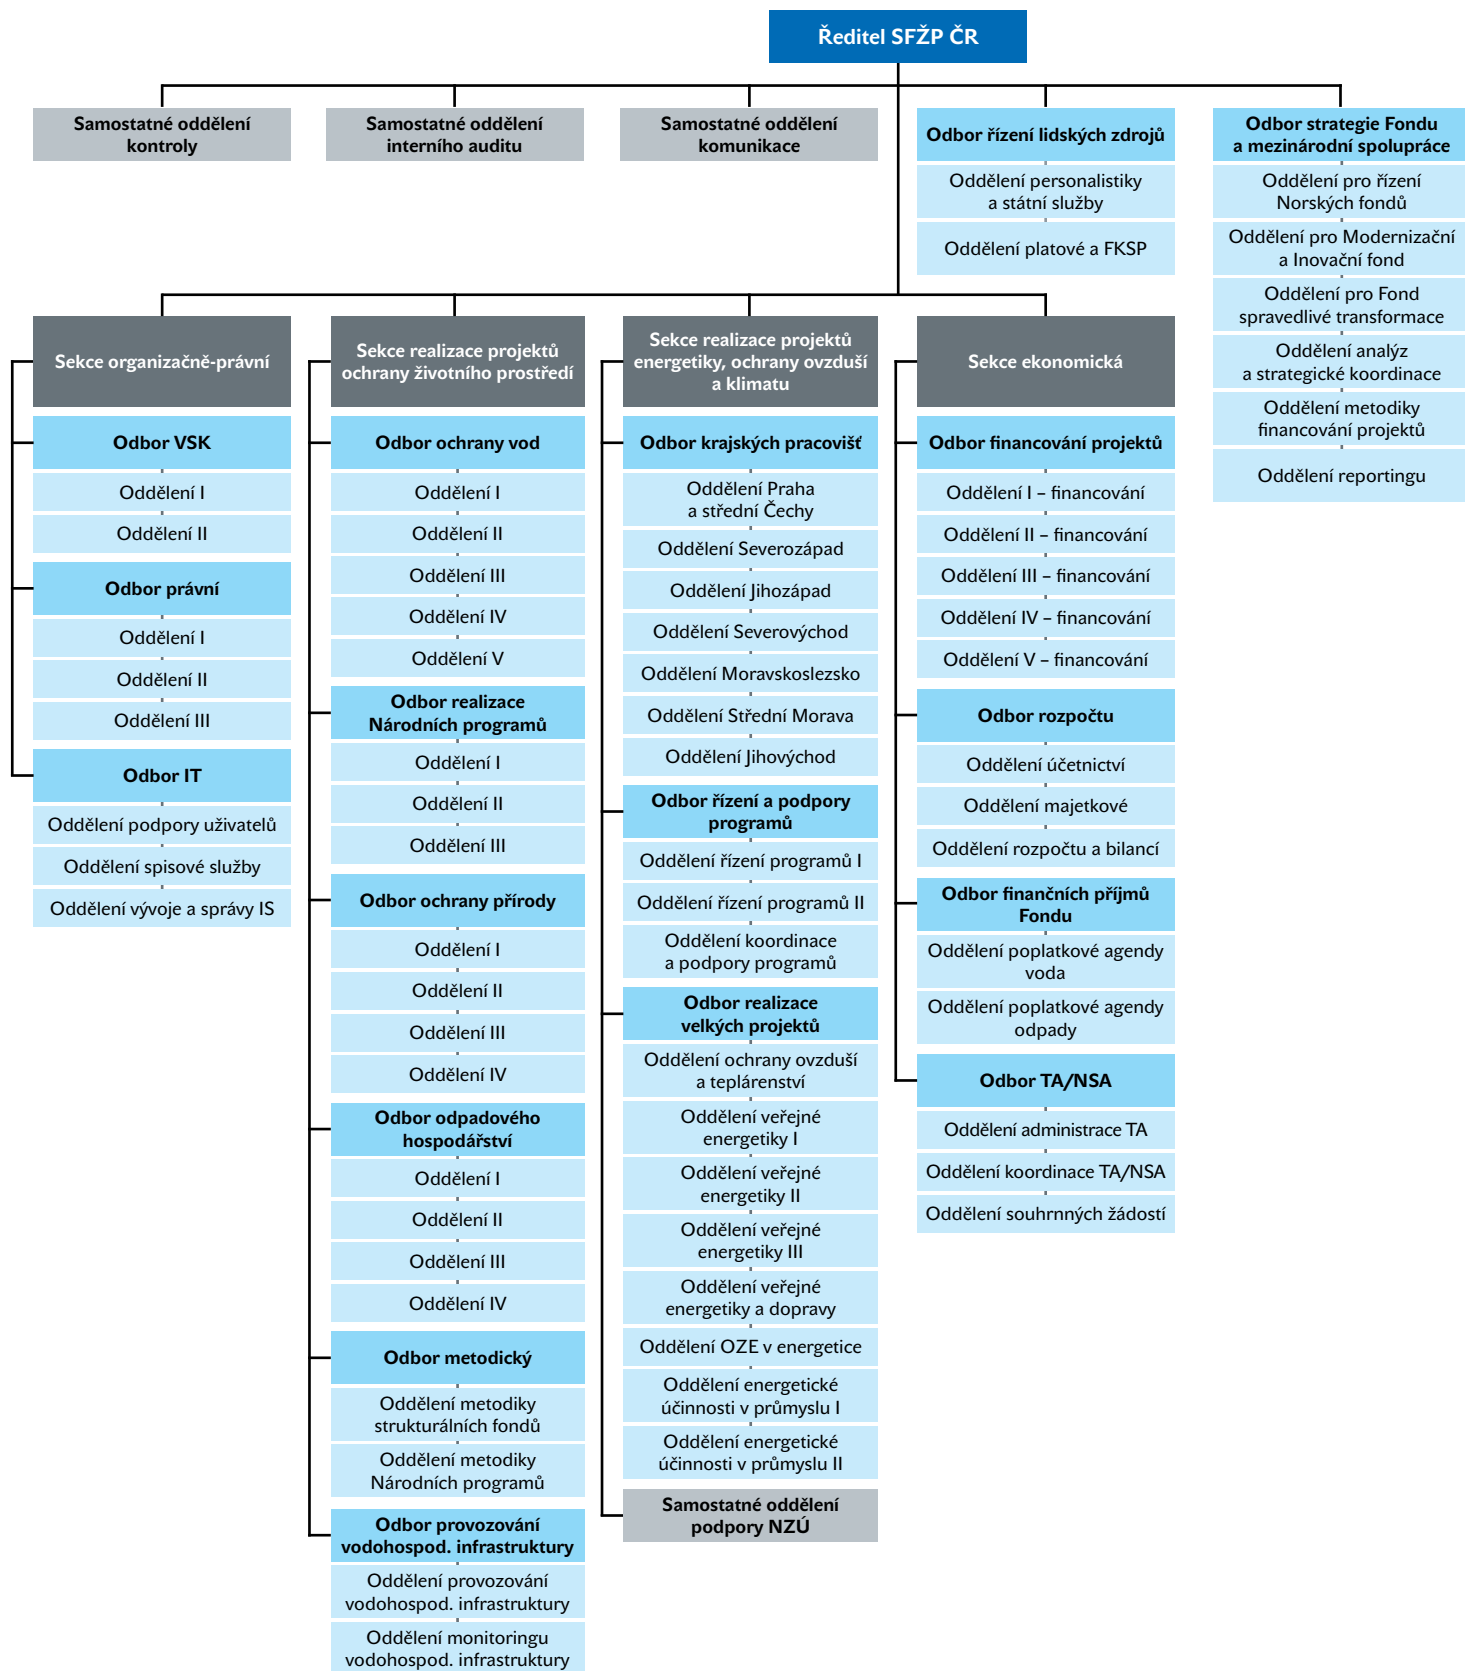 Ředitel SFŽP ČR
Samostatné oddělení
kontroly
Samostatné oddělení
interního auditu
Samostatné oddělení
komunikace
Odbor řízení lidských zdrojů
Oddělení personalistiky
a státní služby
Oddělení platové a FKSP
Odbor strategie Fondu
a mezinárodní spolupráce
Oddělení pro řízení
Norských fondů
Oddělení pro Modernizační
a Inovační fond
Oddělení pro Fond
spravedlivé transformace
Oddělení analýz
a strategické koordinace
Oddělení metodiky
financování projektů
Oddělení reportingu
Sekce organizačně-právní
Odbor VSK
Oddělení I
Oddělení II
Odbor právní
Oddělení I
Oddělení II
Oddělení III
Odbor IT
Oddělení podpory uživatelů
Oddělení spisové služby
Oddělení vývoje a správy IS
Sekce realizace projektů
ochrany životního prostředí
Odbor ochrany vod
Oddělení I
Oddělení II
Oddělení III
Oddělení IV
Oddělení V
Odbor realizace
Národních programů
Oddělení I
Oddělení II
Oddělení III
Odbor ochrany přírody
Oddělení I
Oddělení II
Oddělení III
Oddělení IV
Odbor odpadového
hospodářství
Oddělení I
Oddělení II
Oddělení III
Oddělení IV
Odbor metodický
Oddělení metodiky
strukturálních fondů
Oddělení metodiky
Národních programů
Odbor provozování
vodohospod. infrastruktury
Oddělení provozování
vodohospod. infrastruktury
Oddělení monitoringu
vodohospod. infrastruktury
Sekce realizace projektů
energetiky, ochrany ovzduší
a klimatu
Odbor krajských pracovišť
Oddělení Praha
a střední Čechy
Oddělení Severozápad
Oddělení Jihozápad
Oddělení Severovýchod
Oddělení Moravskoslezsko
Oddělení Střední Morava
Oddělení Jihovýchod
Odbor řízení a podpory
programů
Oddělení řízení programů I
Oddělení řízení programů II
Oddělení koordinace
a podpory programů
Odbor realizace
velkých projektů
Oddělení ochrany ovzduší
a teplárenství
Oddělení veřejné
energetiky I
Oddělení veřejné
energetiky II
Oddělení veřejné
energetiky III
Oddělení veřejné
energetiky a dopravy
Oddělení OZE v energetice
Oddělení energetické
účinnosti v průmyslu I
Oddělení energetické
účinnosti v průmyslu II
Samostatné oddělení
podpory NZÚ
Sekce ekonomická
Odbor financování projektů
Oddělení I – financování
Oddělení II – financování
Oddělení III – financování
Oddělení IV – financování
Oddělení V – financování
Odbor rozpočtu
Oddělení účetnictví
Oddělení majetkové
Oddělení rozpočtu a bilancí
Odbor finančních příjmů
Fondu
Oddělení poplatkové agendy
voda
Oddělení poplatkové agendy
odpady
Odbor TA/NSA
Oddělení administrace TA
Oddělení koordinace TA/NSA
Oddělení souhrnných žádostí